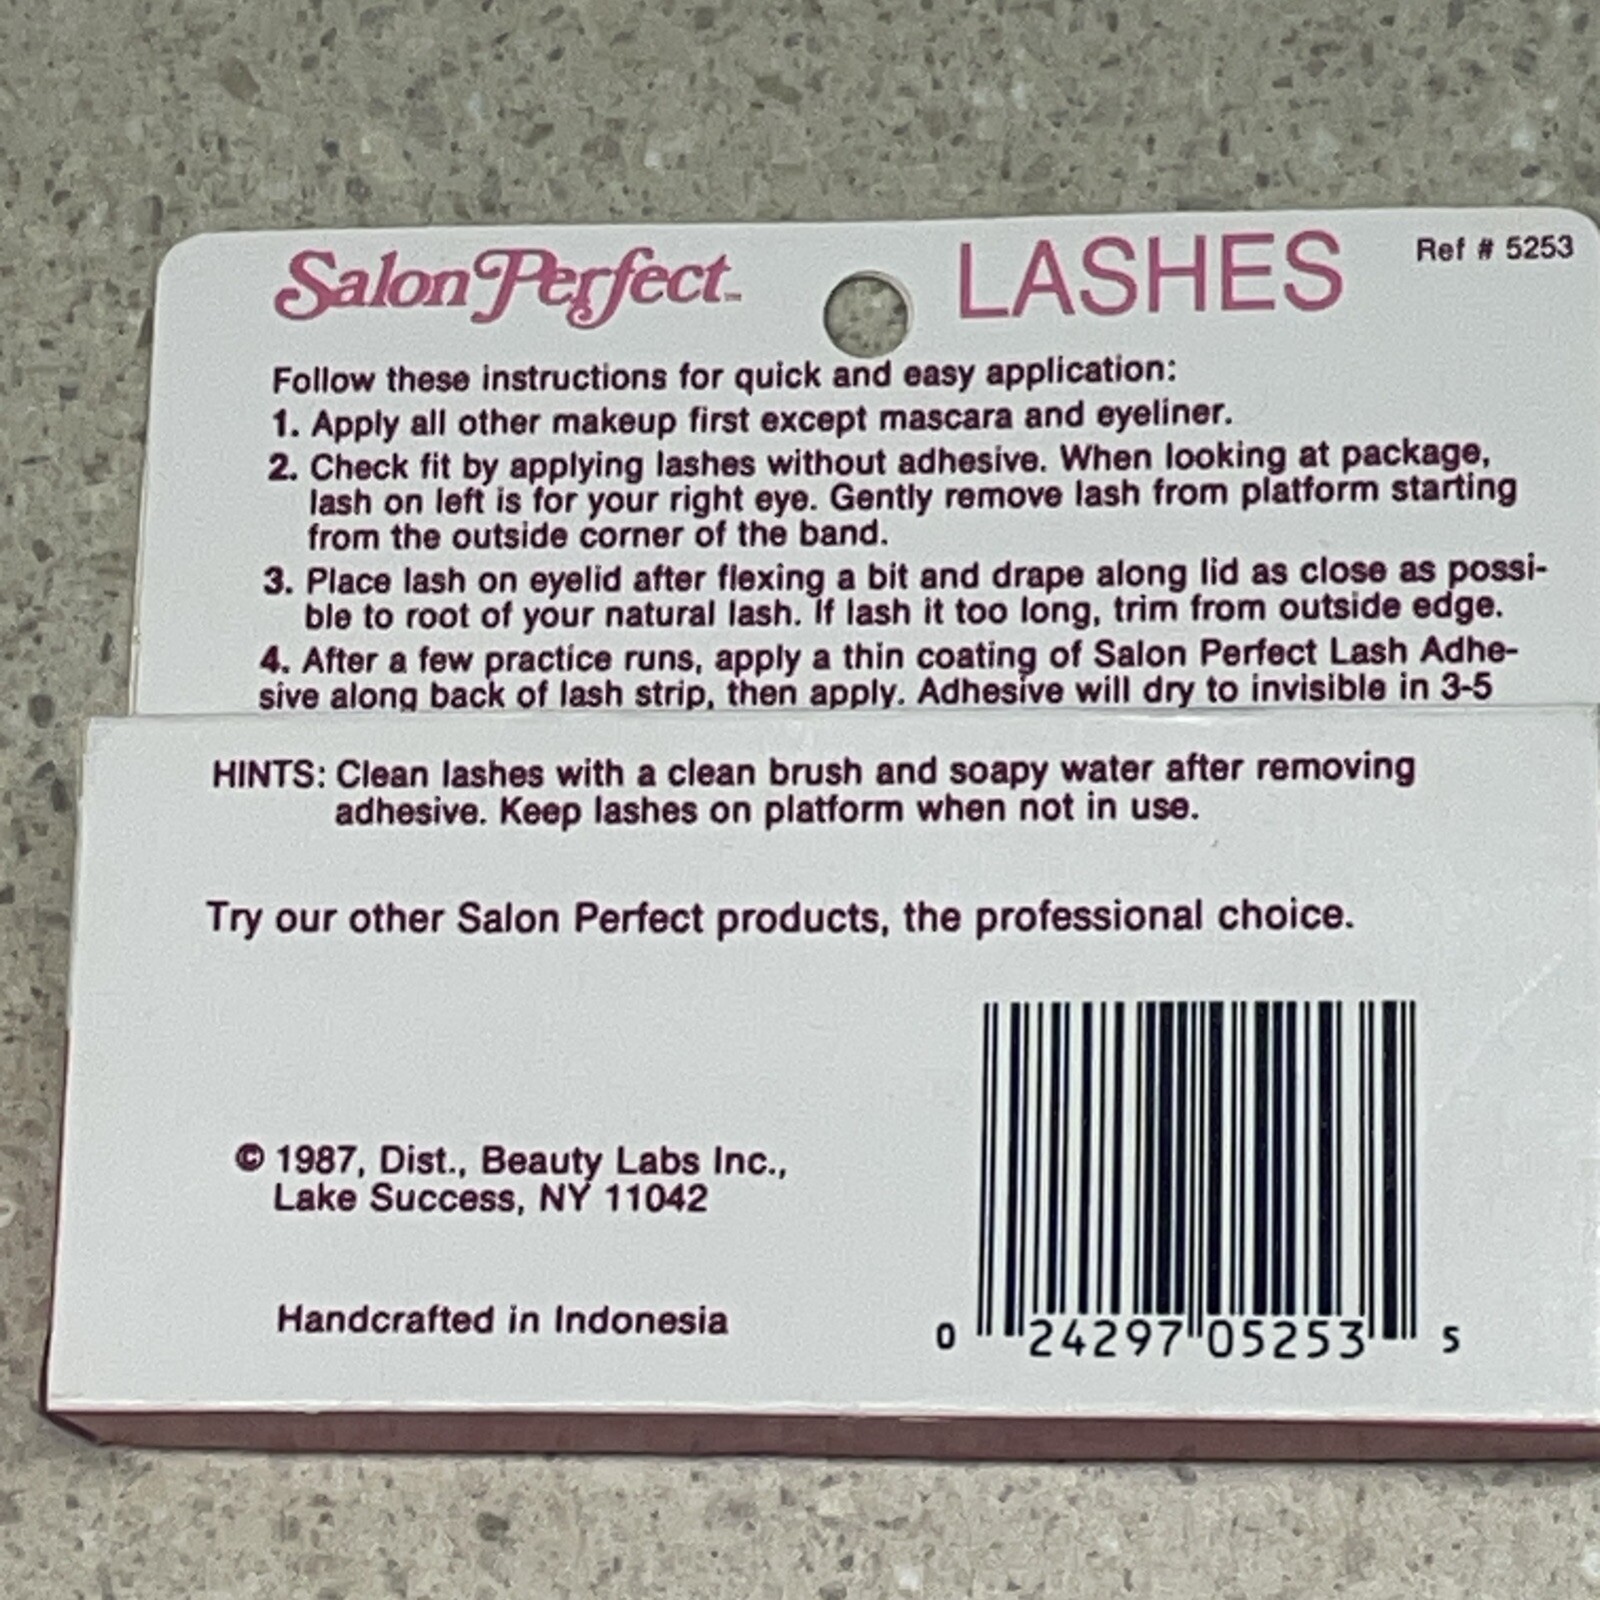 Salon Perfect™ LASHES Ref # 5253
Follow these instructions for quick and easy application:
1. Apply all other makeup first except mascara and eyeliner.
2. Check fit by applying lashes without adhesive. When looking at package,
lash on left is for your right eye. Gently remove lash from platform starting
from the outside corner of the band.
3. Place lash on eyelid after flexing a bit and drape along lid as close as possi-
ble to root of your natural lash. If lash it too long, trim from outside edge.
4. After a few practice runs, apply a thin coating of Salon Perfect Lash Adhe-
sive along back of lash strip, then apply. Adhesive will dry to invisible in 3-5
HINTS: Clean lashes with a clean brush and soapy water after removing
adhesive. Keep lashes on platform when not in use.
Try our other Salon Perfect products, the professional choice.
© 1987, Dist., Beauty Labs Inc.,
Lake Success, NY 11042
Handcrafted in Indonesia
0 24297 05253 5